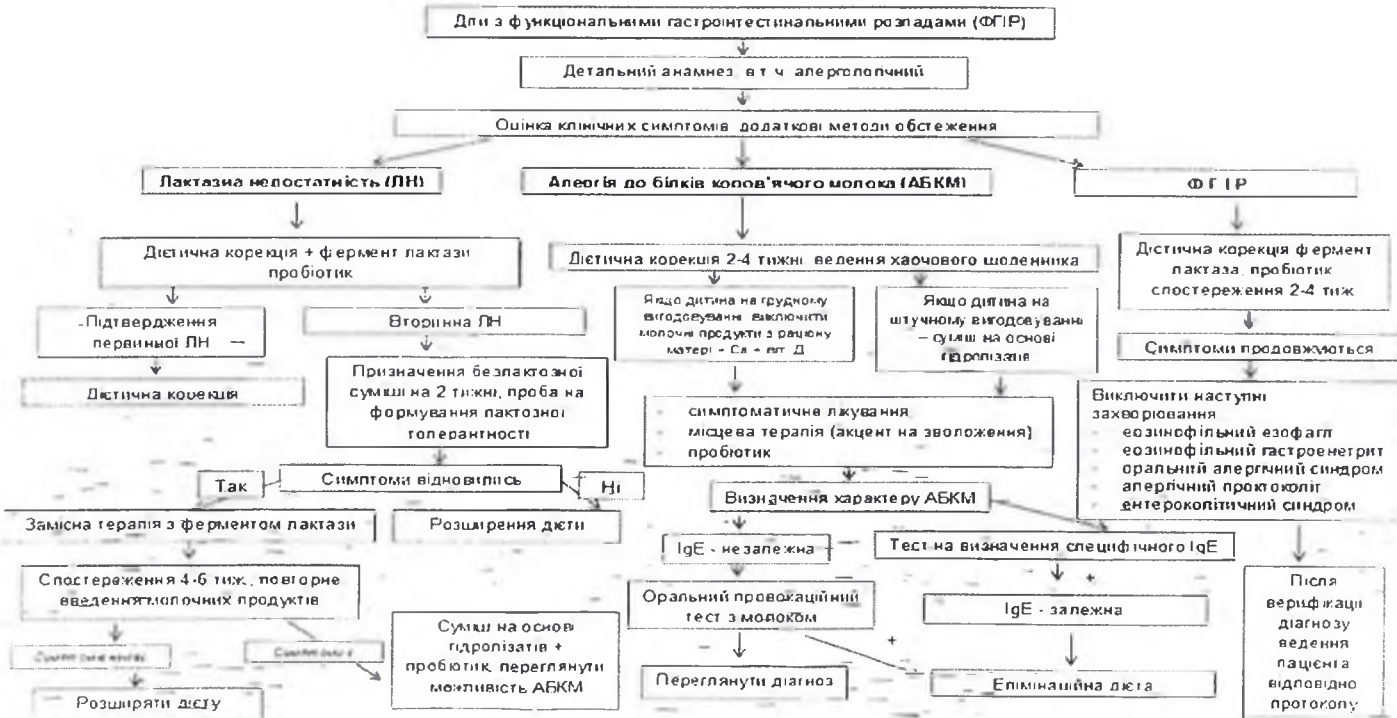 Діти з функціональними гастроінтестинальними розладами (ФГІР)
Детальний анамнез, в т. ч. алергологічний
Оцінка клінічних симптомів, додаткові методи обстеження
Лактазна недостатність (ЛН)
Алергія до білків коров'ячого молока (АБКМ)
ФГІР
Дієтична корекція + фермент лактази
пробіотик
Дієтична корекція 2-4 тижні, ведення харчового щоденника
Дієтична корекція фермент
лактаза, пробіотик
спостереження 2-4 тиж
Підтвердження
первинної ЛН
Вторинна ЛН
Якщо дитина на грудному
вигодовуванні виключити
молочні продукти з раціону
матері + Ca + віт. Д
Якщо дитина на
штучному вигодовуванні
– суміш на основі
гідролізатів
Симптоми продовжуються
Дієтична корекція
Призначення безлактозної
суміші на 2 тижні, проба на
формування лактозної
толерантності
- симптоматичне лікування
- місцева терапія (акцент на зволоження)
- пробіотик
Виключити наступні
захворювання
- еозинофільний езофагіт
- еозинофільний гастроентерит
- оральний алергічний синдром
- алергічний проктоколіт
- ентероколітичний синдром
Так
Симптоми відновились
Ні
Визначення характеру АБКМ
Замісна терапія з ферментом лактази
Розширення дієти
IgE - незалежна
Тест на визначення специфічного IgE
Спостереження 4-6 тиж., повторне
введення молочних продуктів
Оральний провокаційний
тест з молоком
+
IgE - залежна
Суміш на основі
гідролізатів +
пробіотик, переглянути
можливість АБКМ
- +
Розширяти дієту
Переглянути діагноз
Елімінаційна дієта
Після
верифікації
діагнозу
ведення
пацієнта
відповідно
протоколу